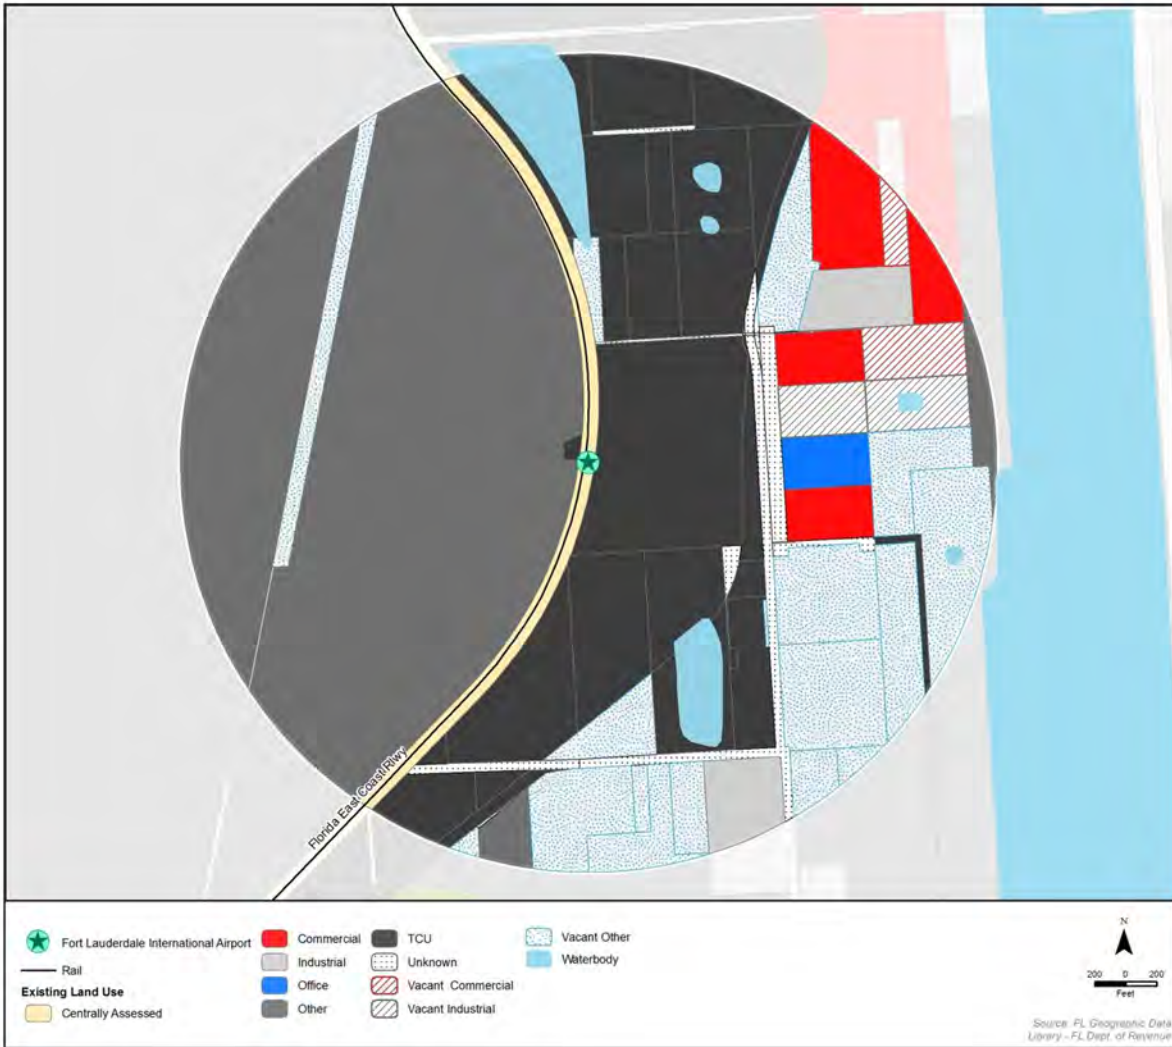 Florida East Coast Rlwy
Fort Lauderdale International Airport
Rail
Existing Land Use
Centrally Assessed
Commercial
Industrial
Office
Other
TCU
Unknown
Vacant Commercial
Vacant Industrial
Vacant Other
Waterbody
N
200 0 200
Feet
Source: FL Geographic Data
Library - FL Dept. of Revenue